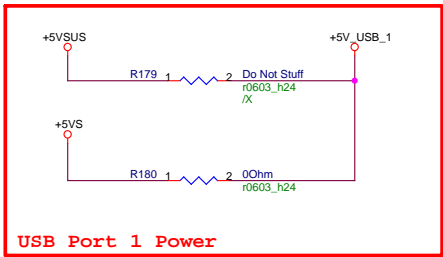 +5VSUS
+5V_USB_1
R179 1 2 Do Not Stuff
r0603_h24
/X
+5VS
R180 1 2 0Ohm
r0603_h24
USB Port 1 Power